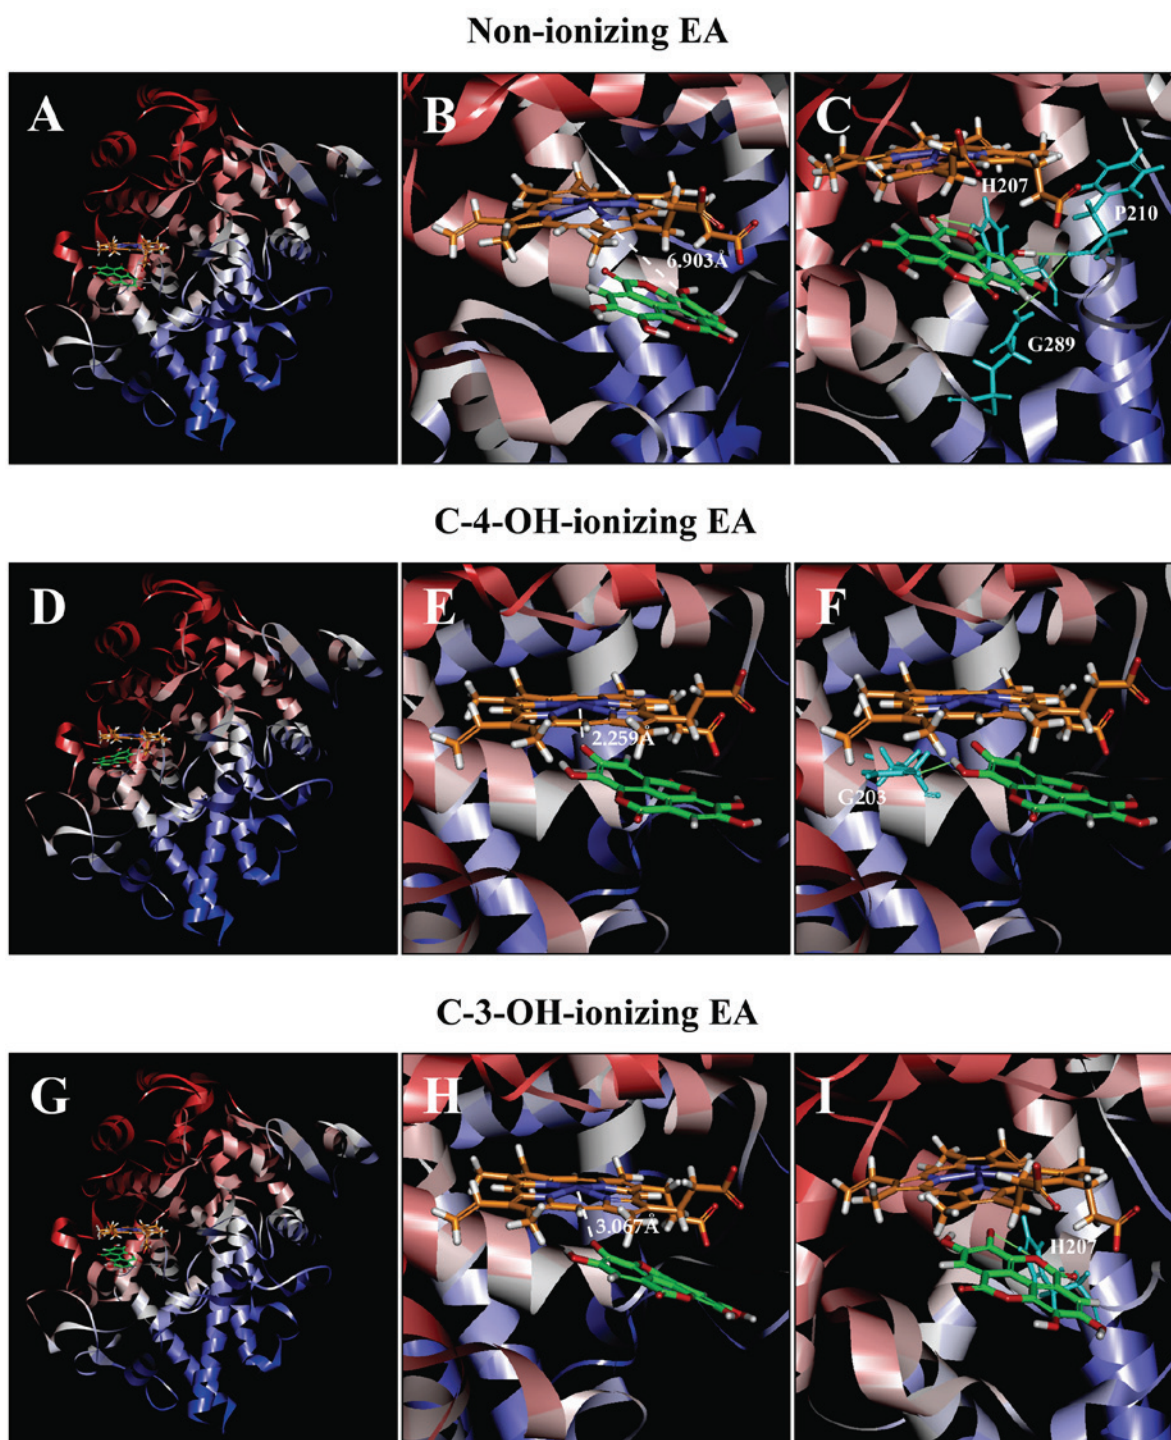 Non-ionizing EA
A
B
C
H207
P210
6.903Å
G289
C-4-OH-ionizing EA
D
E
F
2.259Å
G203
C-3-OH-ionizing EA
G
H
I
3.067Å
H207